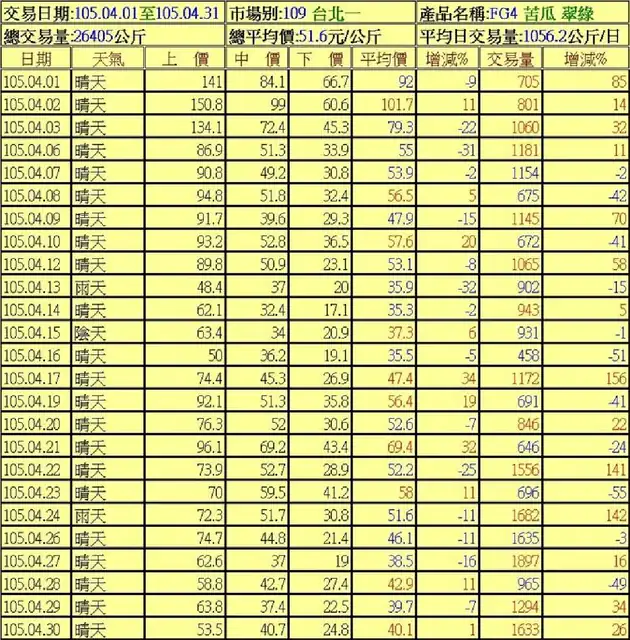 交易日期:105.04.01至105.04.31 市場別:109 台北一 產品名稱:FG4 苦瓜 翠綠
總交易量:26405公斤 總平均價:51.6元/公斤 平均日交易量:1056.2公斤/日
日期 天氣 上 價 中 價 下 價 平均價 增減% 交易量 增減%
105.04.01 晴天 141 84.1 66.7 92 -9 705 85
105.04.02 晴天 150.8 99 60.6 101.7 11 801 14
105.04.03 晴天 134.1 72.4 45.3 79.3 -22 1060 32
105.04.06 晴天 86.9 51.3 33.9 55 -31 1181 11
105.04.07 晴天 90.8 49.2 30.8 53.9 -2 1154 -2
105.04.08 晴天 94.8 51.8 32.4 56.5 5 675 -42
105.04.09 晴天 91.7 39.6 29.3 47.9 -15 1145 70
105.04.10 晴天 93.2 52.8 36.5 57.6 20 672 -41
105.04.12 晴天 89.8 50.9 23.1 53.1 -8 1065 58
105.04.13 雨天 48.4 37 20 35.9 -32 902 -15
105.04.14 晴天 62.1 32.4 17.1 35.3 -2 943 5
105.04.15 陰天 63.4 34 20.9 37.3 6 931 -1
105.04.16 晴天 50 36.2 19.1 35.5 -5 458 -51
105.04.17 晴天 74.4 45.3 26.9 47.4 34 1172 156
105.04.19 晴天 92.1 51.3 35.8 56.4 19 691 -41
105.04.20 晴天 76.3 52 30.6 52.6 -7 846 22
105.04.21 晴天 96.1 69.2 43.4 69.4 32 646 -24
105.04.22 晴天 73.9 52.7 28.9 52.2 -25 1556 141
105.04.23 晴天 70 59.5 41.2 58 11 696 -55
105.04.24 雨天 72.3 51.7 30.8 51.6 -11 1682 142
105.04.26 晴天 74.7 44.8 21.4 46.1 -11 1635 -3
105.04.27 晴天 62.6 37 19 38.5 -16 1897 16
105.04.28 晴天 58.8 42.7 27.4 42.9 11 965 -49
105.04.29 晴天 63.8 37.4 22.5 39.7 -7 1294 34
105.04.30 晴天 53.5 40.7 24.8 40.1 1 1633 26